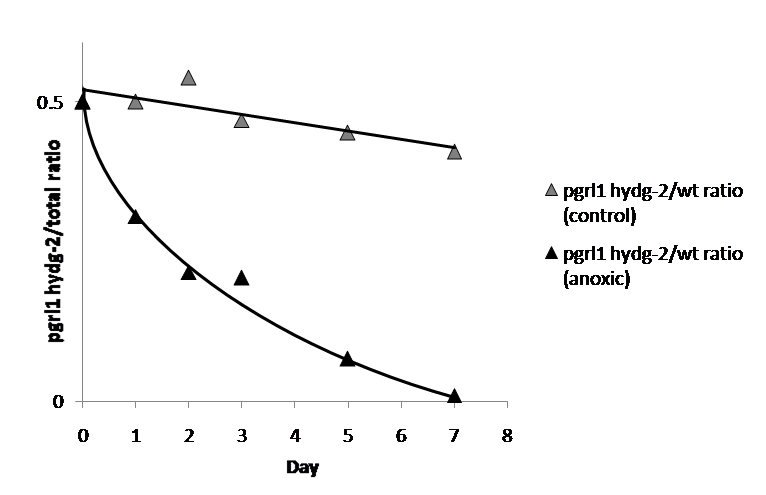 0.5
0
pgrl1 hydg-2/total ratio
0 1 2 3 4 5 6 7 8
Day
pgrl1 hydg-2/wt ratio
(control)
pgrl1 hydg-2/wt ratio
(anoxic)